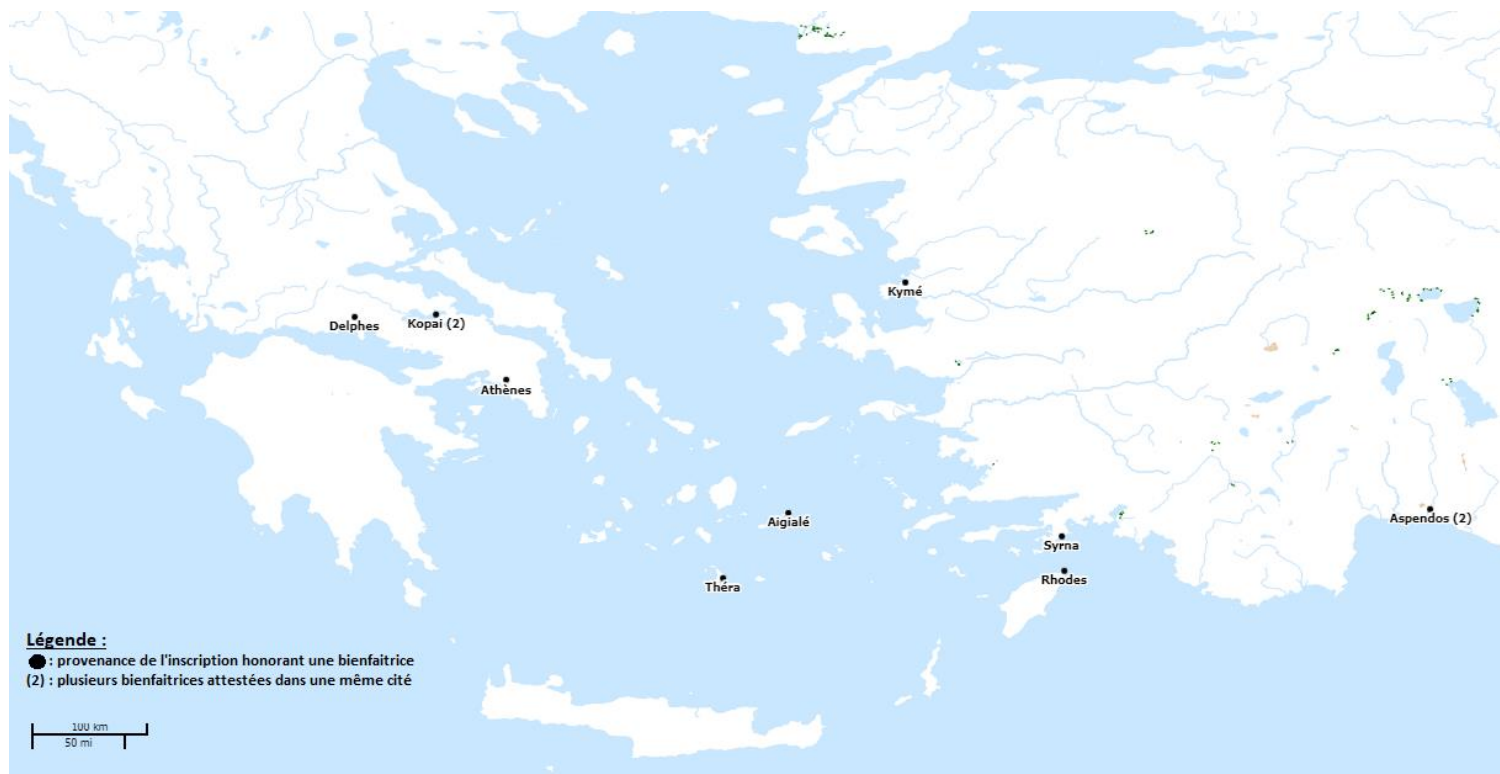 Kymé
Delphes
Kopai (2)
Athènes
Aigialé
Aspendos (2)
Syrna
Rhodes
Théra
Légende :
: provenance de l'inscription honorant une bienfaitrice
(2) : plusieurs bienfaitrices attestées dans une même cité
100 km
50 mi